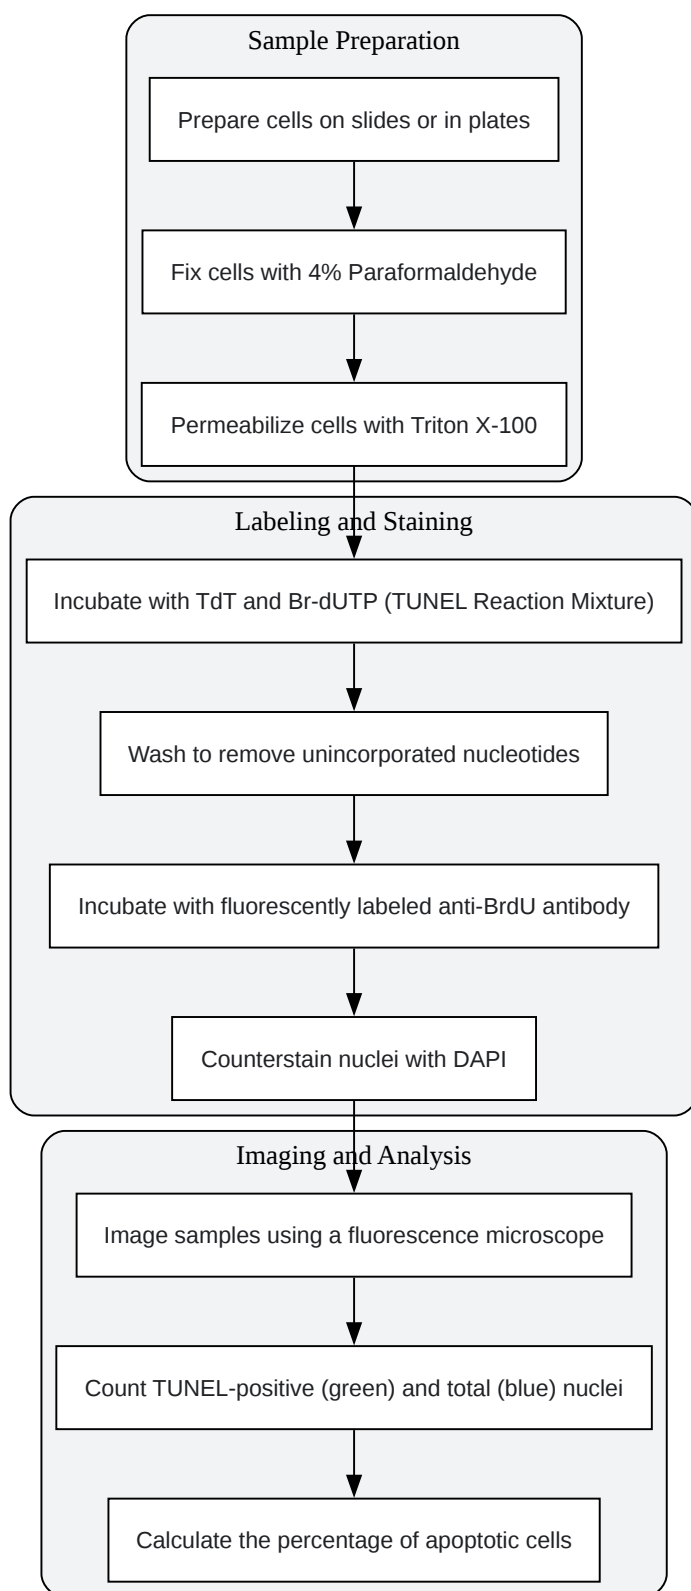 Sample Preparation
Prepare cells on slides or in plates
Fix cells with 4% Paraformaldehyde
Permeabilize cells with Triton X-100
Labeling and Staining
Incubate with TdT and Br-dUTP (TUNEL Reaction Mixture)
Wash to remove unincorporated nucleotides
Incubate with fluorescently labeled anti-BrdU antibody
Counterstain nuclei with DAPI
Imaging and Analysis
Image samples using a fluorescence microscope
Count TUNEL-positive (green) and total (blue) nuclei
Calculate the percentage of apoptotic cells